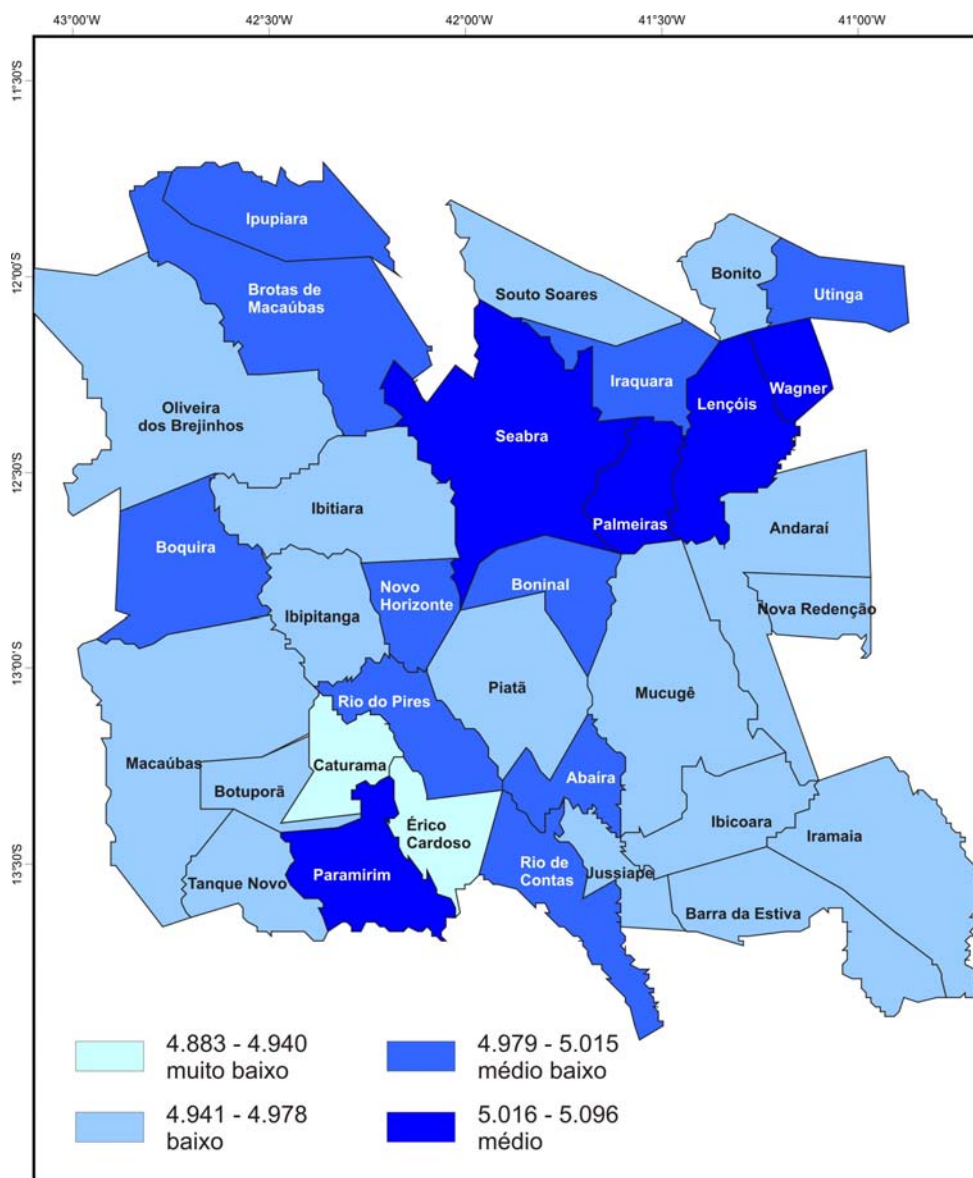 43°00'W
42°30'W
42°00'W
41°30'W
41°00'W
11°30'S
12°00'S
12°30'S
13°00'S
13°30'S
Ipupiara
Brotas de
Macaúbas
Souto Soares
Bonito
Utinga
Oliveira
dos Brejinhos
Iraquara
Lençóis
Wagner
Seabra
Ibitiara
Palmeiras
Andaraí
Boquira
Novo
Horizonte
Boninal
Ibipitanga
Nova Redenção
Rio do Pires
Piatã
Mucugê
Macaúbas
Caturama
Abaíra
Botuporã
Érico
Cardoso
Ibicoara
Iramaia
Tanque Novo
Paramirim
Rio de
Contas
Jussiape
Barra da Estiva
4.883 - 4.940
muito baixo
4.941 - 4.978
baixo
4.979 - 5.015
médio baixo
5.016 - 5.096
médio